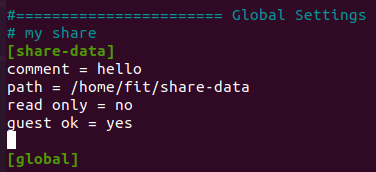 #======================= Global Settings
# my share
[share-data]
comment = hello
path = /home/fit/share-data
read only = no
guest ok = yes
[global]